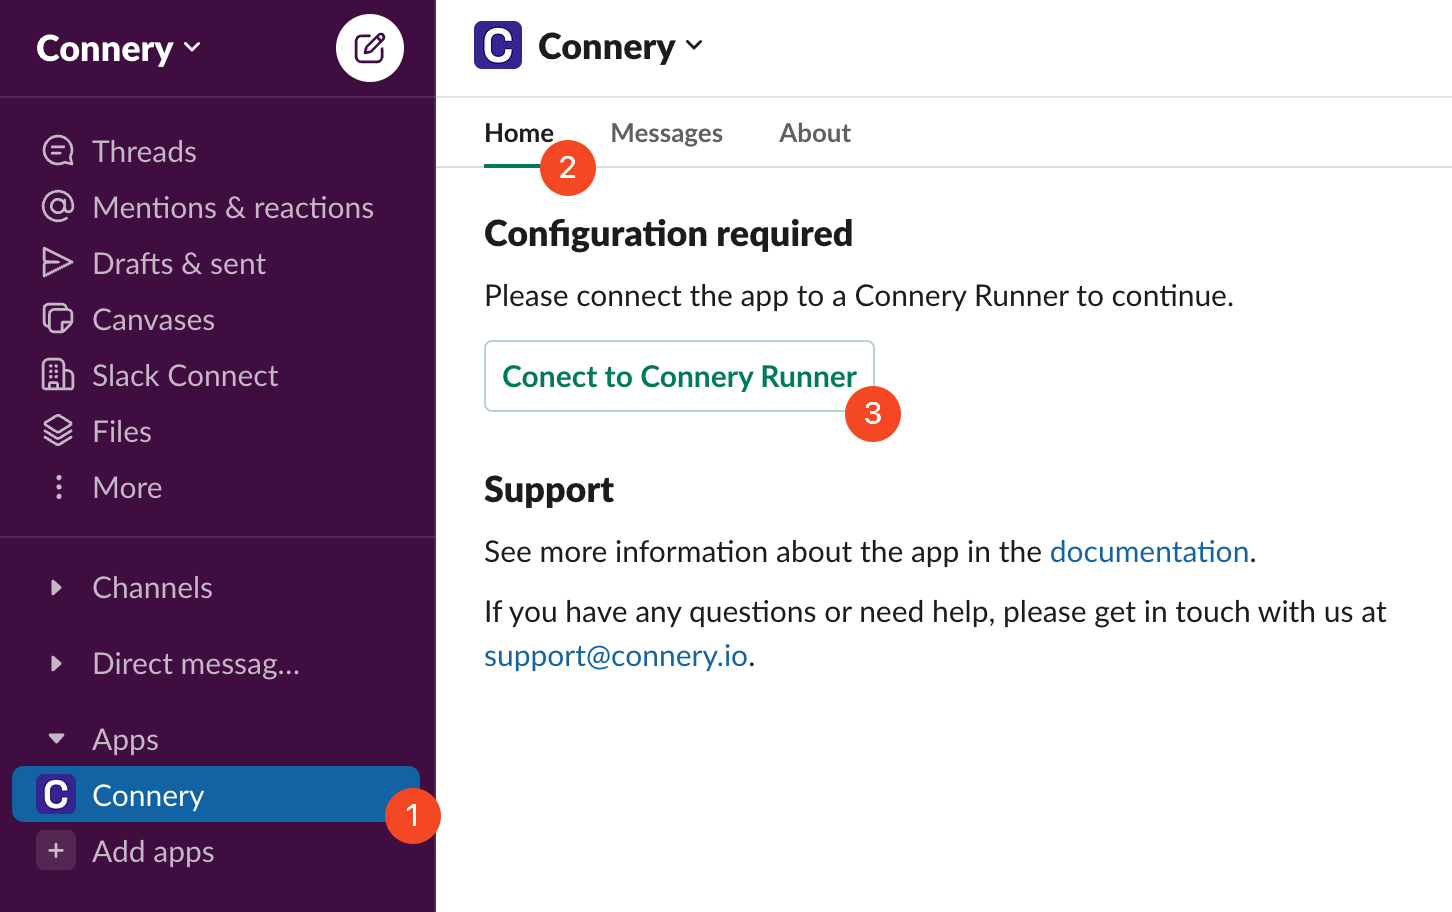 Connery
Threads
Mentions & reactions
Drafts & sent
Canvases
Slack Connect
Files
More
Channels
Direct messag...
Apps
C Connery
1
+ Add apps
C Connery
Home Messages About
2
Configuration required
Please connect the app to a Connery Runner to continue.
Conect to Connery Runner
3
Support
See more information about the app in the documentation.
If you have any questions or need help, please get in touch with us at
support@connery.io.